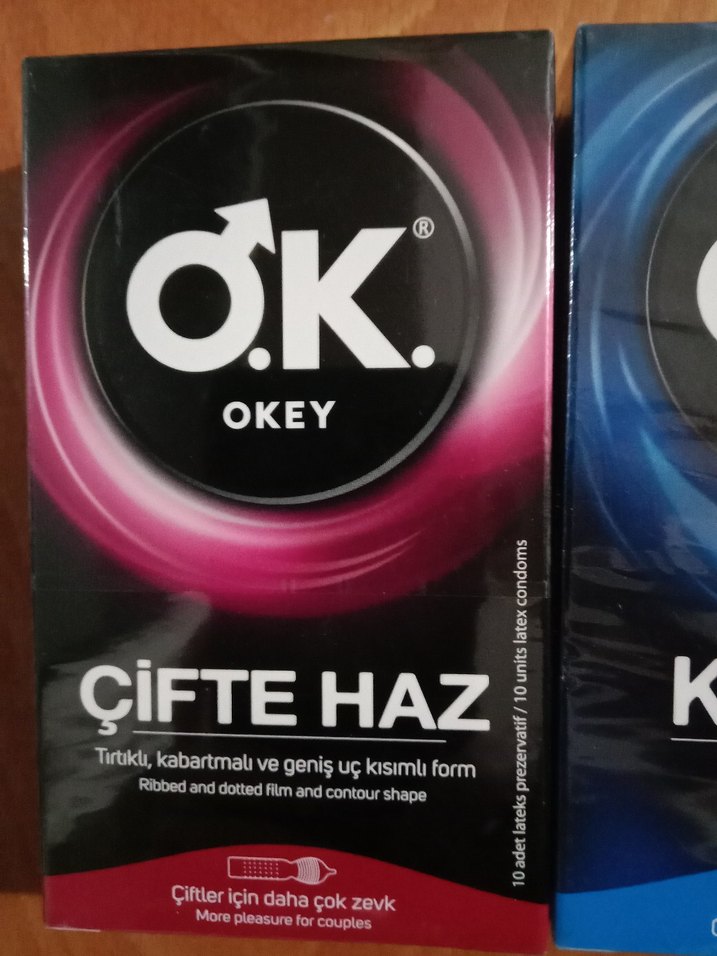 O.K.®
OKEY
ÇİFTE HAZ
Tırtıklı, kabartmalı ve geniş uç kısımlı form
Ribbed and dotted film and contour shape
Çiftler için daha çok zevk
More pleasure for couples
10 adet lateks prezervatif / 10 units latex condoms
K